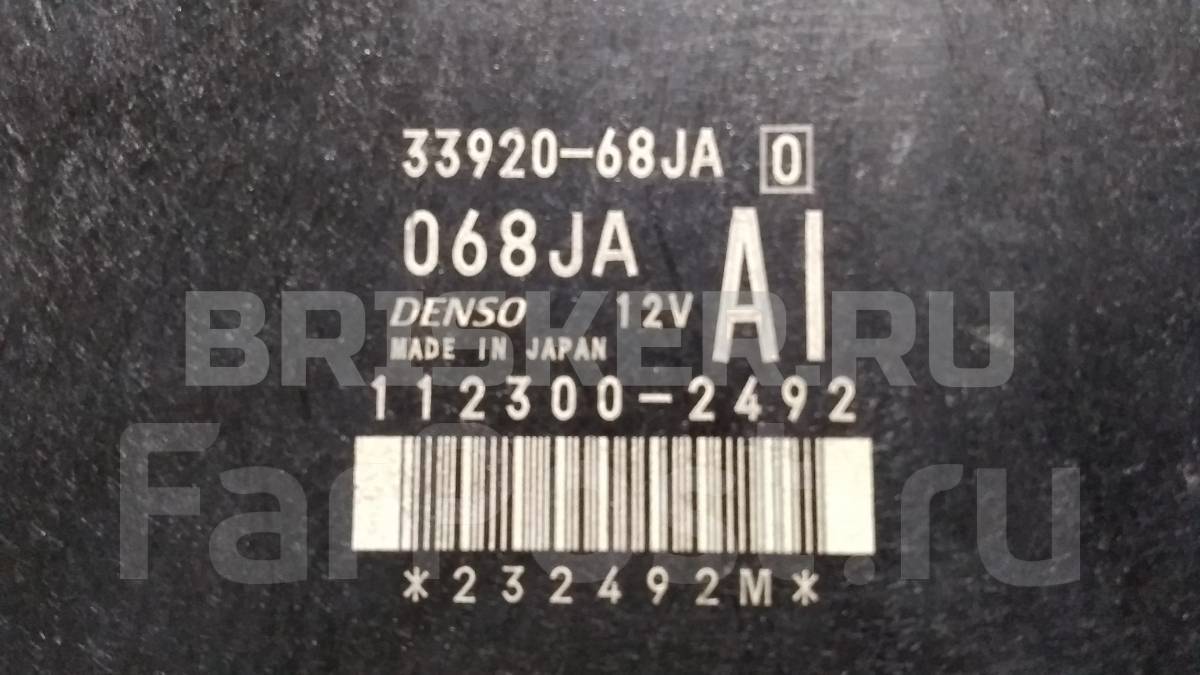 33920-68JA 0
068JA AI
DENSO 12V
MADE IN JAPAN
BRISKER.RU
112300-2492
FarPost.ru
*232492M*